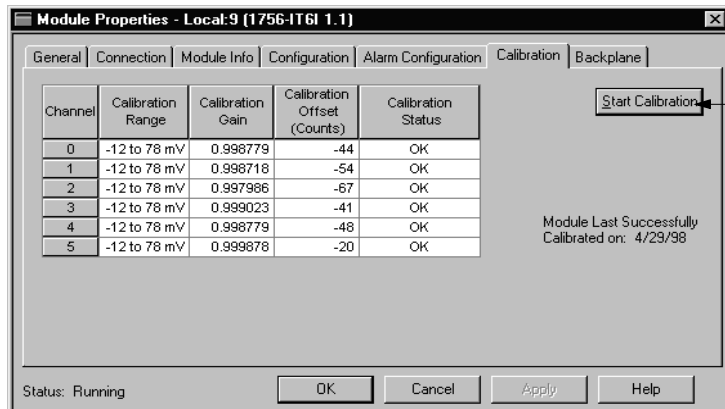 Module Properties - Local:9 (1756-IT6I 1.1)
General Connection Module Info Configuration Alarm Configuration Calibration Backplane
Channel Calibration Range Calibration Gain Calibration Offset (Counts) Calibration Status
0 -12 to 78 mV 0.998779 -44 OK
1 -12 to 78 mV 0.998718 -54 OK
2 -12 to 78 mV 0.997986 -67 OK
3 -12 to 78 mV 0.999023 -41 OK
4 -12 to 78 mV 0.998779 -48 OK
5 -12 to 78 mV 0.999878 -20 OK
Start Calibration
Module Last Successfully
Calibrated on: 4/29/98
Status: Running
OK Cancel Apply Help